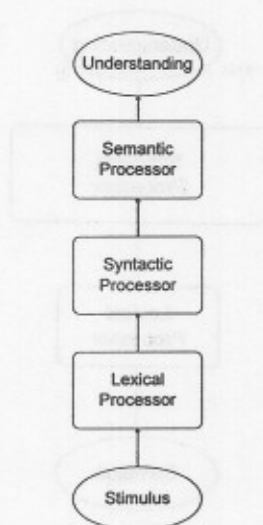 Understanding
Semantic
Processor
Syntactic
Processor
Lexical
Processor
Stimulus